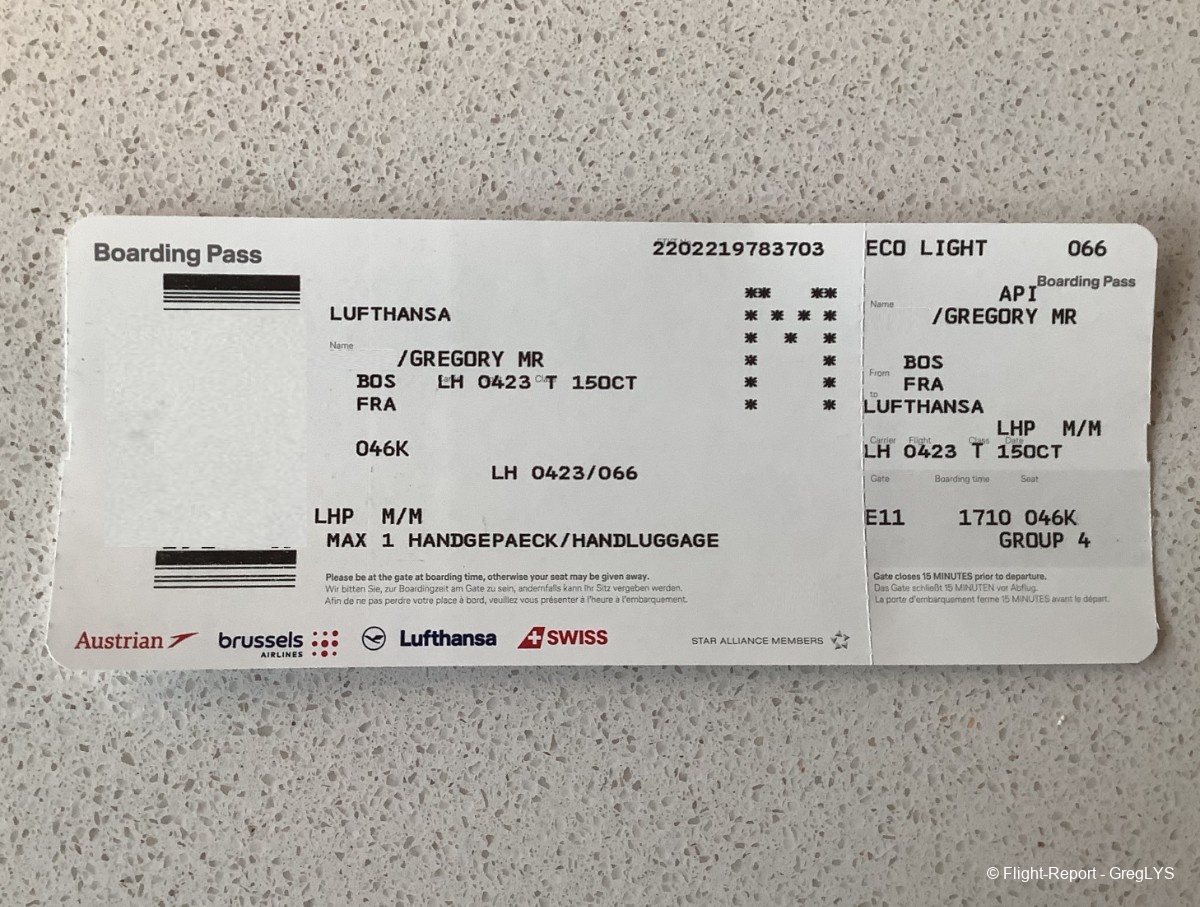 Boarding Pass
2202219783703
LUFTHANSA
Name
/GREGORY MR
BOS LH 0423 T 15OCT
FRA
046K
LH 0423/066
LHP M/M
MAX 1 HANDGEPAECK/HANDLUGGAGE
Please be at the gate at boarding time, otherwise your seat may be given away.
Wir bitten Sie, zur Boardingzeit am Gate zu sein, andernfalls kann Ihr Sitz vergeben werden.
Afin de ne pas perdre votre place à bord, veuillez vous présenter à l'heure à l'embarquement.
Austrian
brussels
AIRLINES
Lufthansa
SWISS
STAR ALLIANCE MEMBERS
** **
* * * *
* * *
* *
* *
* *
ECO LIGHT 066
Boarding Pass
API
Name
/GREGORY MR
BOS
From
FRA
to
LUFTHANSA
LHP M/M
Carrier Flight Class Date
LH 0423 T 15OCT
Gate Boarding time Seat
E11 1710 046K
GROUP 4
Gate closes 15 MINUTES prior to departure.
Das Gate schließt 15 MINUTEN vor Abflug.
La porte d'embarquement ferme 15 MINUTES avant le départ.
© Flight-Report - GregLYS